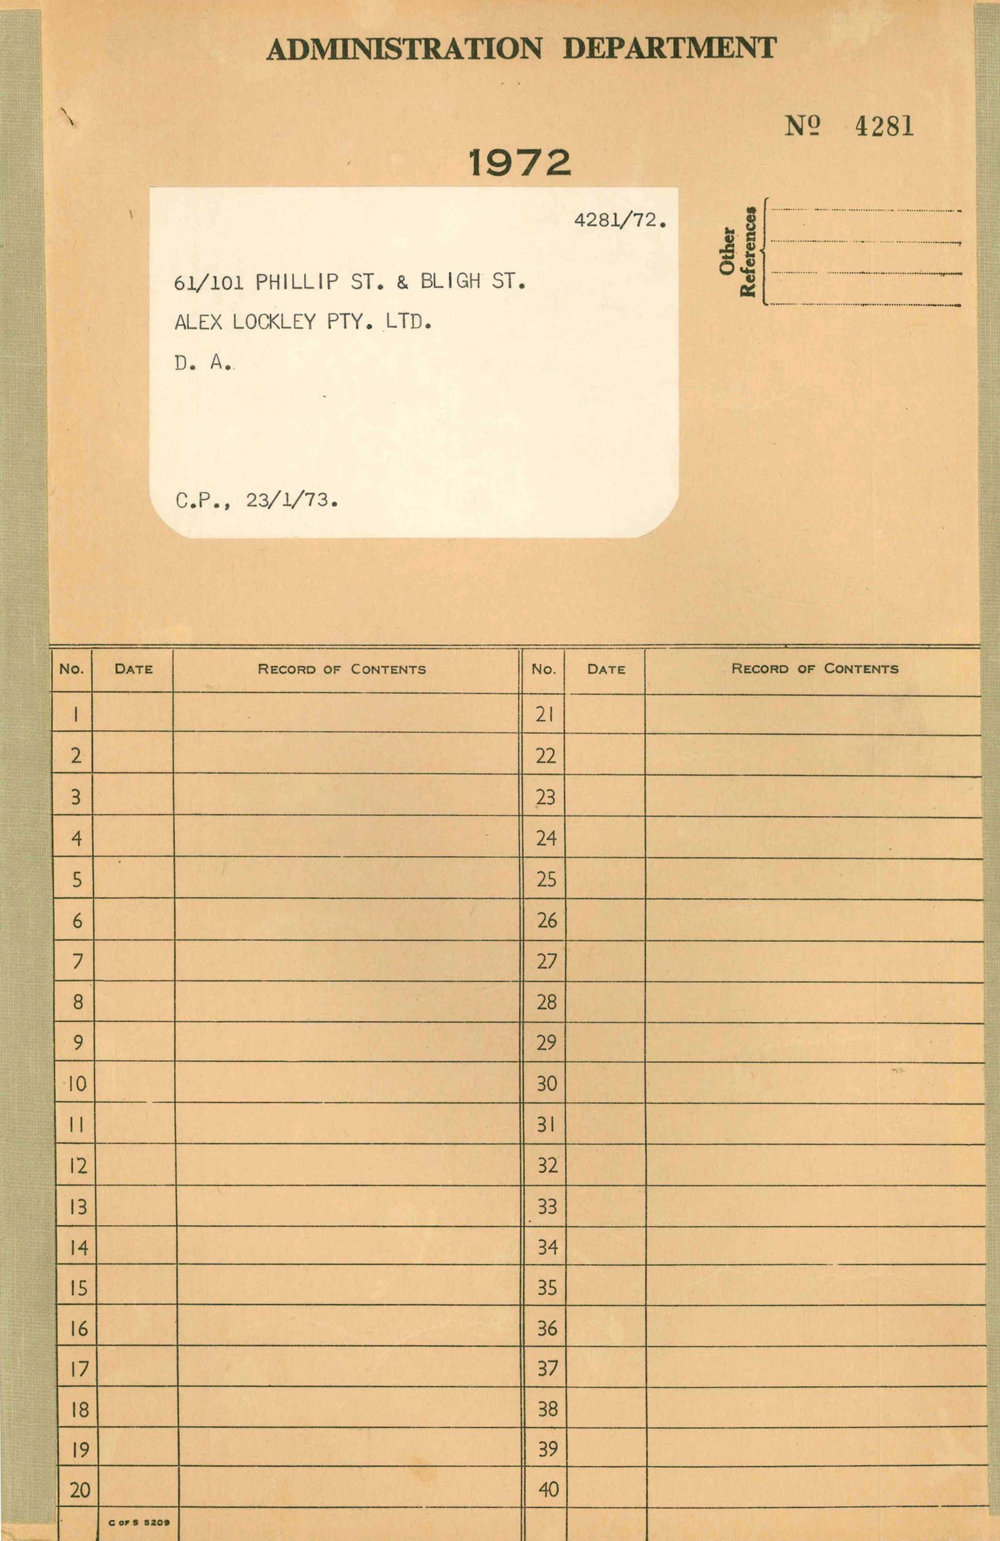 ADMINISTRATION DEPARTMENT
Nº 4281
1972
4281/72.
Other References
61/101 PHILLIP ST. & BLIGH ST.
ALEX LOCKLEY PTY. LTD.
D. A.
C.P., 23/1/73.
No. DATE RECORD OF CONTENTS No. DATE RECORD OF CONTENTS
1 21
2 22
3 23
4 24
5 25
6 26
7 27
8 28
9 29
10 30
11 31
12 32
13 33
14 34
15 35
16 36
17 37
18 38
19 39
20 40
C OF S 5209